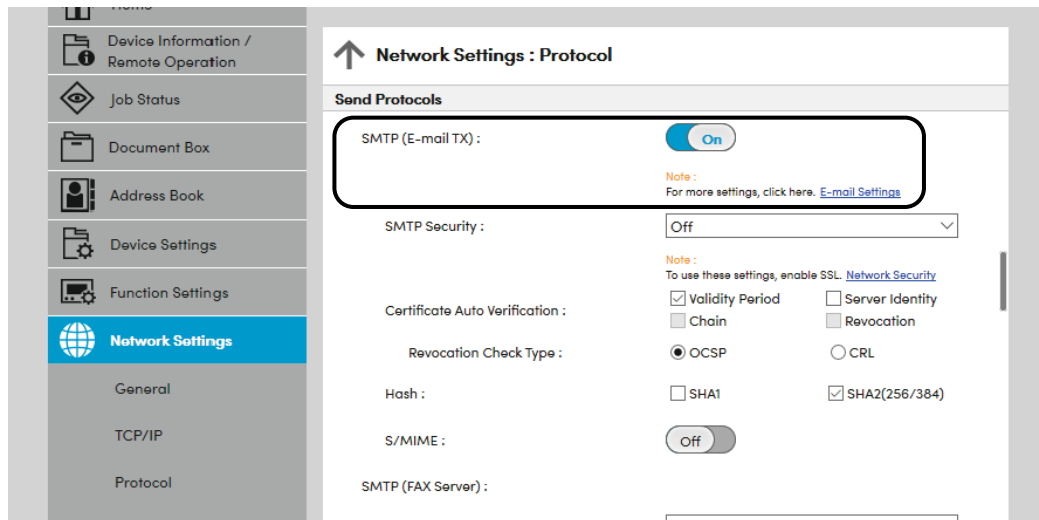 Home
Device Information /
Remote Operation
Job Status
Document Box
Address Book
Device Settings
Function Settings
Network Settings
General
TCP/IP
Protocol
Network Settings : Protocol
Send Protocols
SMTP (E-mail TX) :
On
Note :
For more settings, click here. E-mail Settings
SMTP Security :
Off
Note :
To use these settings, enable SSL. Network Security
Certificate Auto Verification :
Validity Period
Server Identity
Chain
Revocation
Revocation Check Type :
OCSP
CRL
Hash :
SHA1
SHA2(256/384)
S/MIME :
Off
SMTP (FAX Server) :